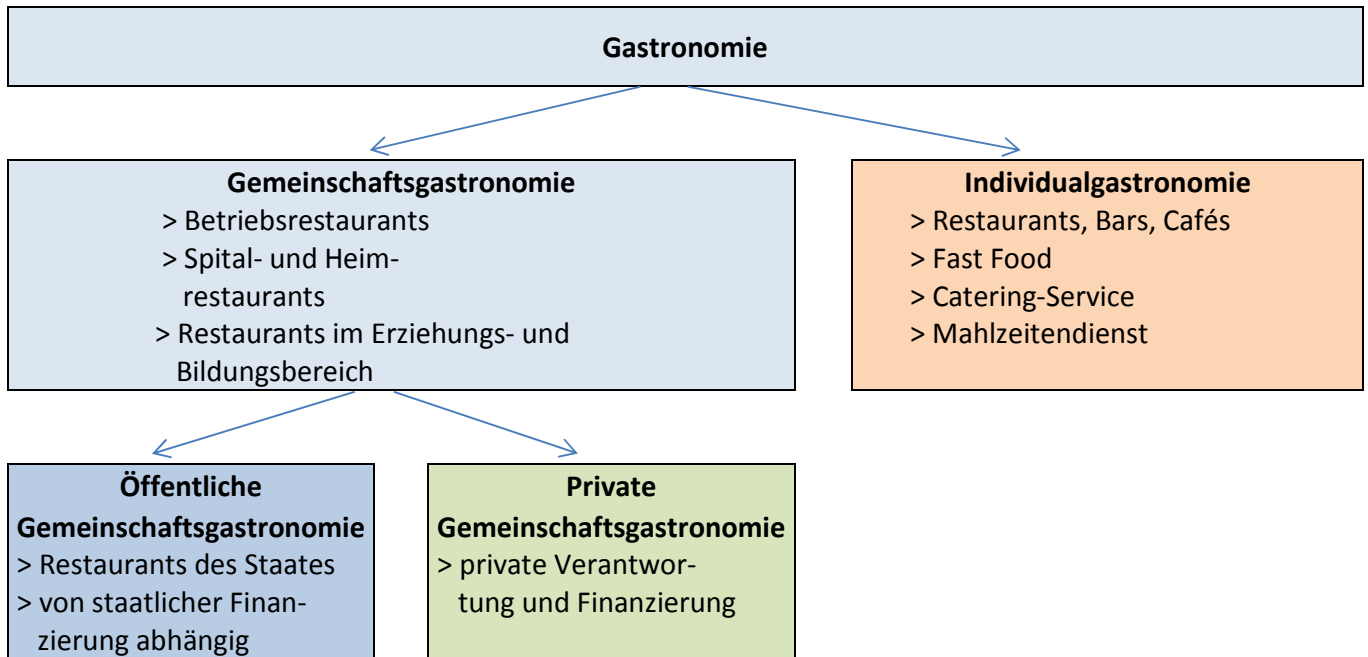 Gastronomie
Gemeinschaftsgastronomie
> Betriebsrestaurants
> Spital- und Heim-
restaurants
> Restaurants im Erziehungs- und
Bildungsbereich
Individualgastronomie
> Restaurants, Bars, Cafés
> Fast Food
> Catering-Service
> Mahlzeitendienst
Öffentliche
Gemeinschaftsgastronomie
> Restaurants des Staates
> von staatlicher Finan-
zierung abhängig
Private
Gemeinschaftsgastronomie
> private Verantwor-
tung und Finanzierung